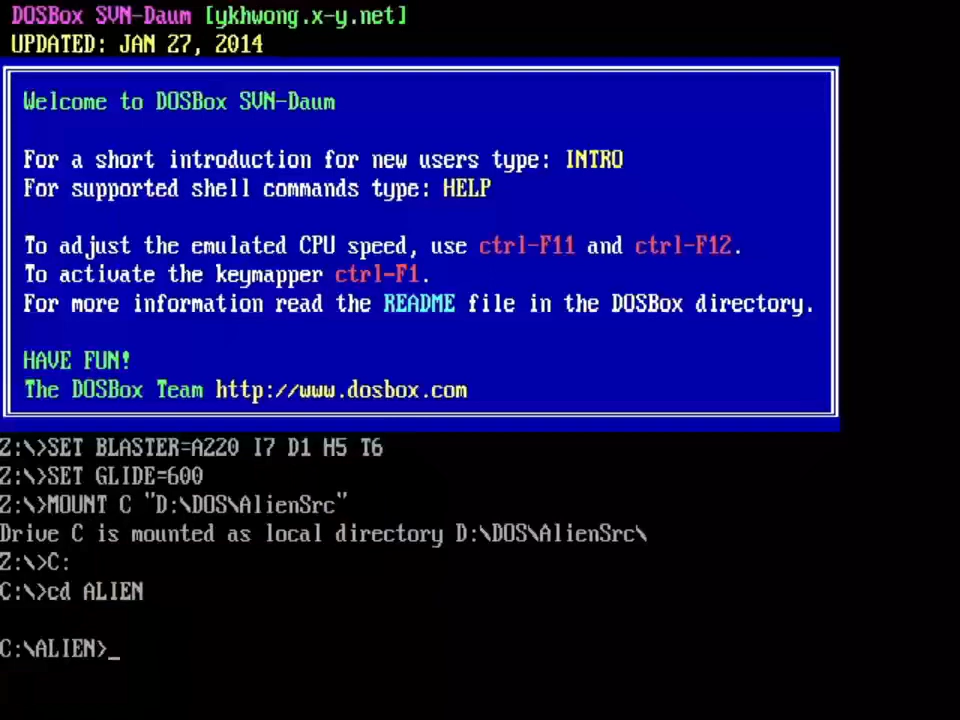 DOSBox SVN-Daum [ykhwong.x-y.net]
UPDATED: JAN 27, 2014
Welcome to DOSBox SVN-Daum
For a short introduction for new users type: INTRO
For supported shell commands type: HELP
To adjust the emulated CPU speed, use ctrl-F11 and ctrl-F12.
To activate the keymapper ctrl-F1.
For more information read the README file in the DOSBox directory.
HAVE FUN!
The DOSBox Team http://www.dosbox.com
Z:\>SET BLASTER=A220 I7 D1 H5 T6
Z:\>SET GLIDE=600
Z:\>MOUNT C "D:\DOS\AlienSrc"
Drive C is mounted as local directory D:\DOS\AlienSrc\
Z:\>C:
C:\>cd ALIEN
C:\ALIEN>_